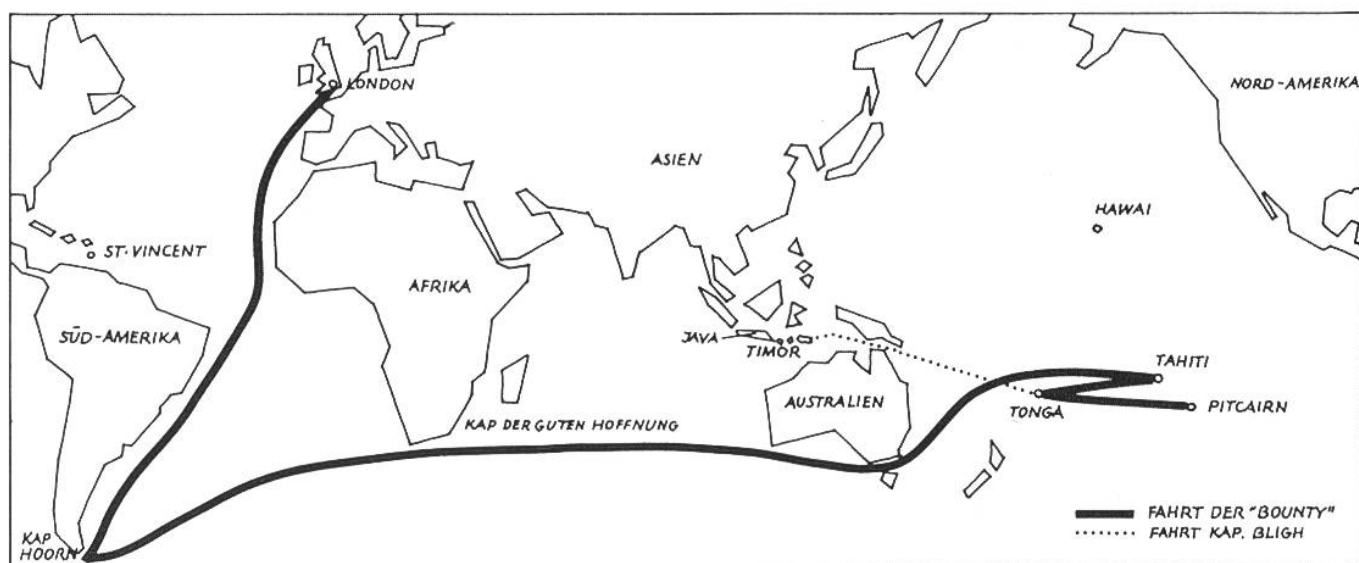 LONDON
NORD-AMERIKA
ASIEN
HAWAI
ST·VINCENT
AFRIKA
SÜD-AMERIKA
JAVA
TIMOR
TAHITI
AUSTRALIEN
TONGA
PITCAIRN
KAP DER GUTEN HOFFNUNG
KAP
HOORN
FAHRT DER "BOUNTY"
FAHRT KAP. BLIGH